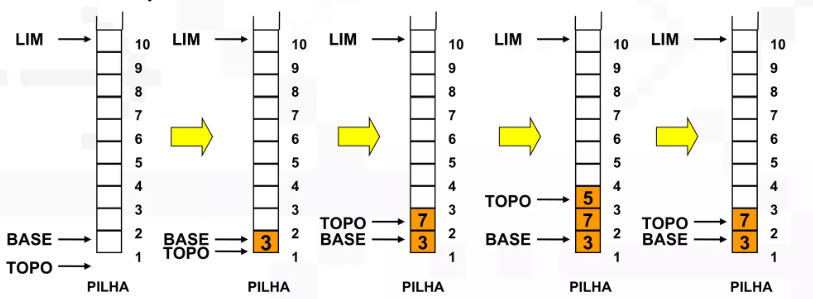 LIM 10 LIM 10 LIM 10 LIM 10 LIM 10
9 9 9 9 9
8 8 8 8 8
7 7 7 7 7
6 6 6 6 6
5 5 5 5 5
4 4 4 4 4
TOPO 5
3 3 3 3 3
TOPO 7 7 TOPO 7
BASE 2 BASE 3 2 BASE 3 2 BASE 3 2 BASE 3 2
TOPO
1 1 1 1 1
TOPO
PILHA PILHA PILHA PILHA PILHA